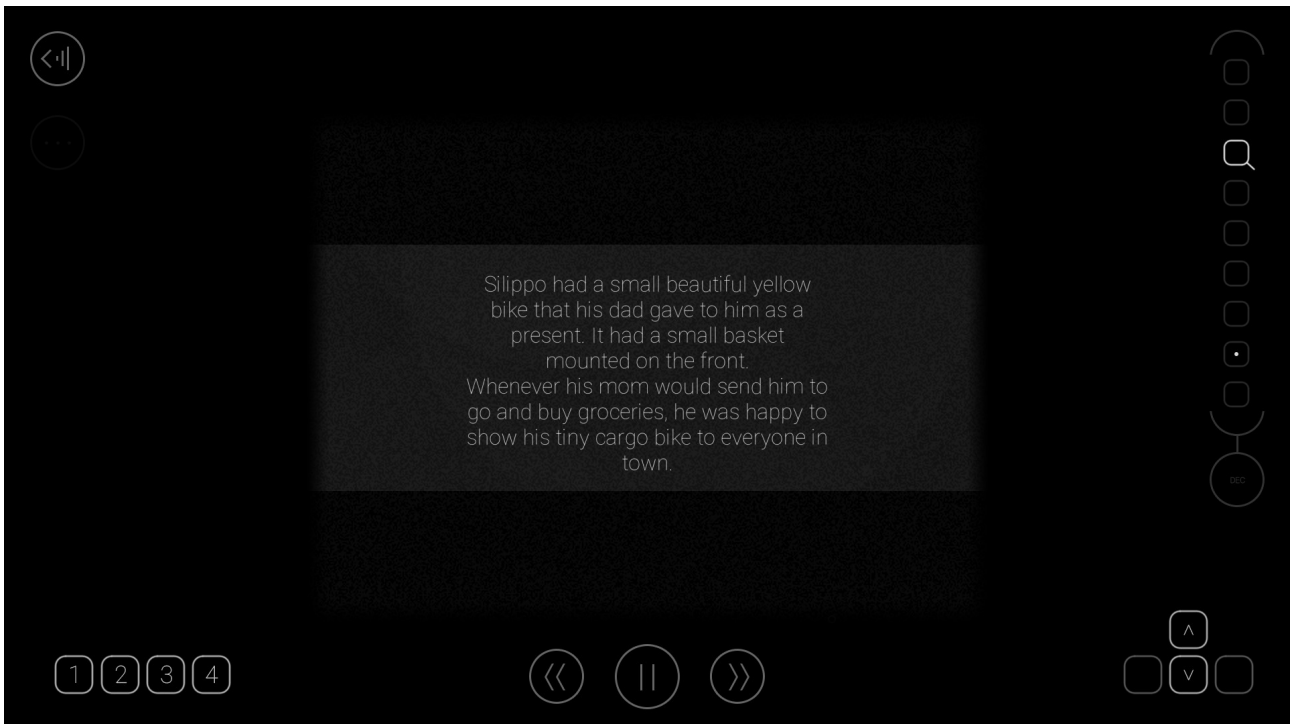 Silippo had a small beautiful yellow
bike that his dad gave to him as a
present. It had a small basket
mounted on the front.
Whenever his mom would send him to
go and buy groceries, he was happy to
show his tiny cargo bike to everyone in
town.
DEC
1 2 3 4